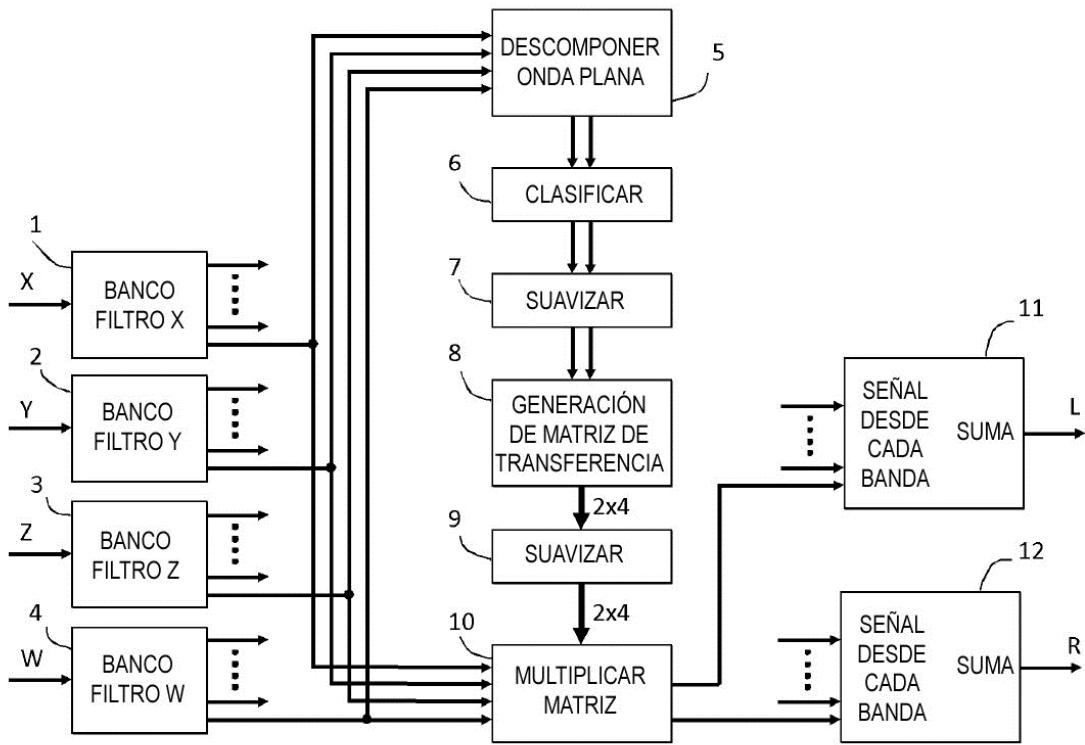 DESCOMPONER
ONDA PLANA
5
6
CLASIFICAR
1
X
BANCO
FILTRO X
7
SUAVIZAR
2
Y
BANCO
FILTRO Y
8
GENERACIÓN
DE MATRIZ DE
TRANSFERENCIA
2x4
3
Z
BANCO
FILTRO Z
9
SUAVIZAR
2x4
4
W
BANCO
FILTRO W
10
MULTIPLICAR
MATRIZ
11
SEÑAL
DESDE
CADA
BANDA
SUMA
L
12
SEÑAL
DESDE
CADA
BANDA
SUMA
R